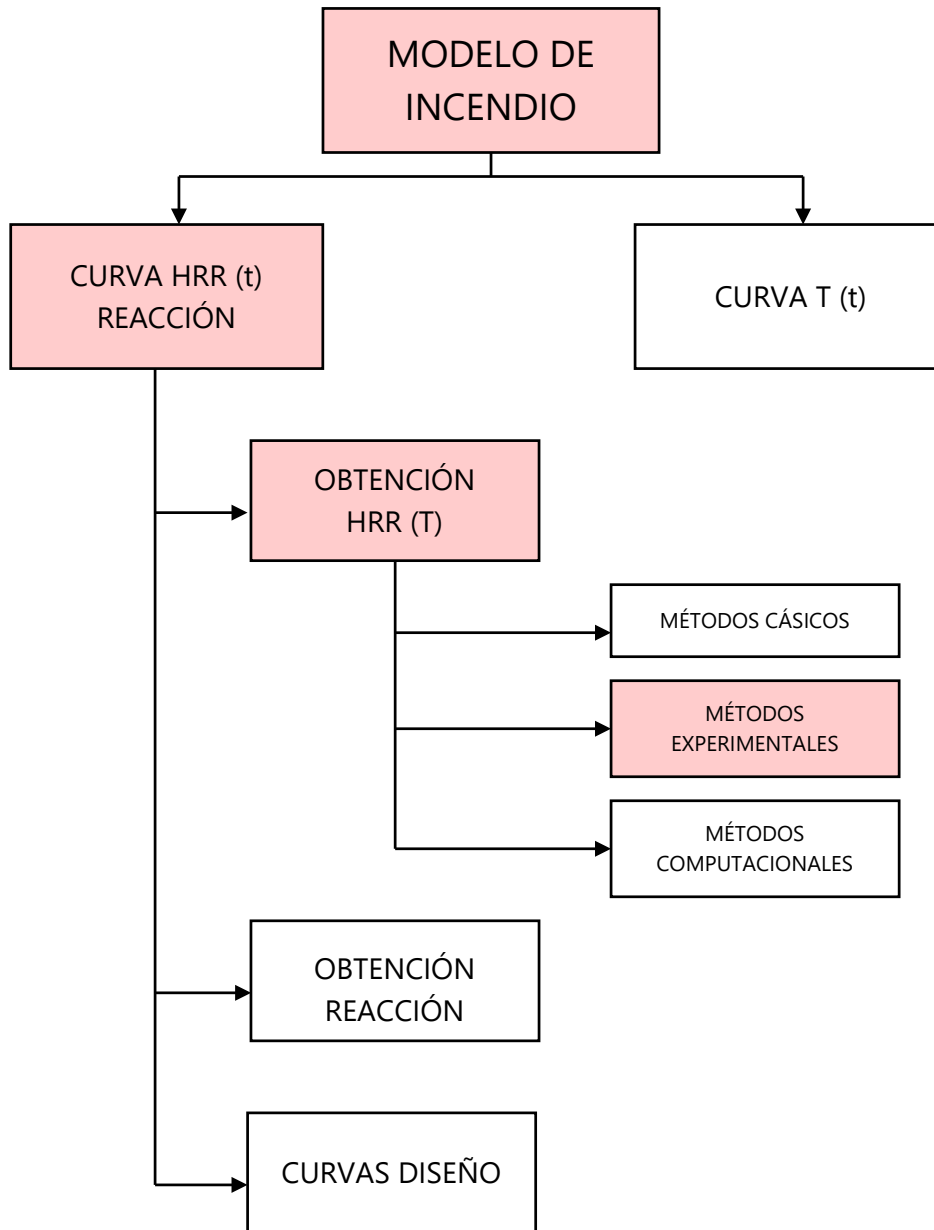 MODELO DE
INCENDIO
CURVA HRR (t)
REACCIÓN
CURVA T (t)
OBTENCIÓN
HRR (T)
MÉTODOS CÁSICOS
MÉTODOS
EXPERIMENTALES
MÉTODOS
COMPUTACIONALES
OBTENCIÓN
REACCIÓN
CURVAS DISEÑO